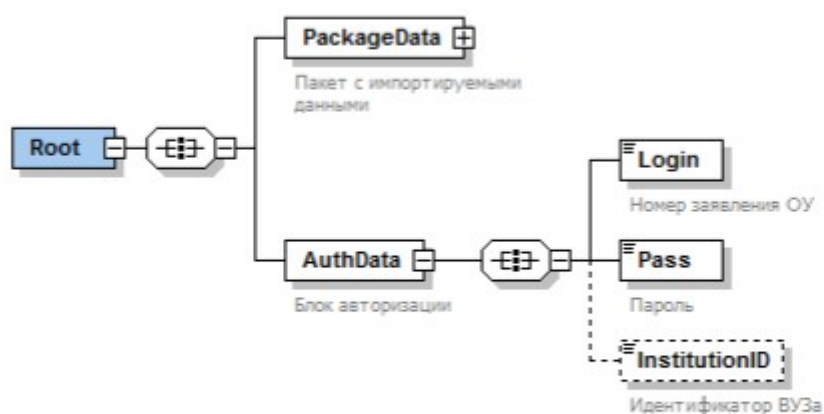 PackageData
Пакет с импортируемыми
данными
Root
Login
Номер заявления ОУ
AuthData
Блок авторизации
Pass
Пароль
InstitutionID
Идентификатор ВУЗа